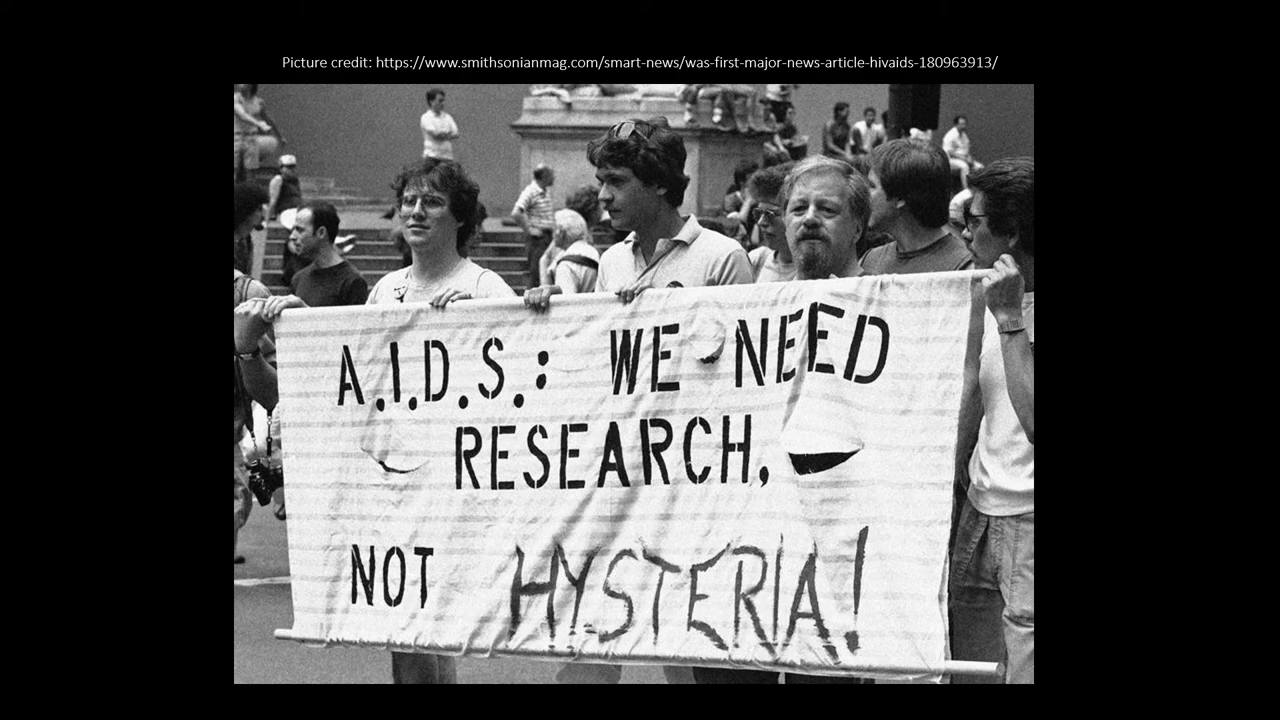 Picture credit: https://www.smithsonianmag.com/smart-news/was-first-major-news-article-hivaids-180963913/
A.I.D.S.: WE NEED
RESEARCH,
NOT HYSTERIA!